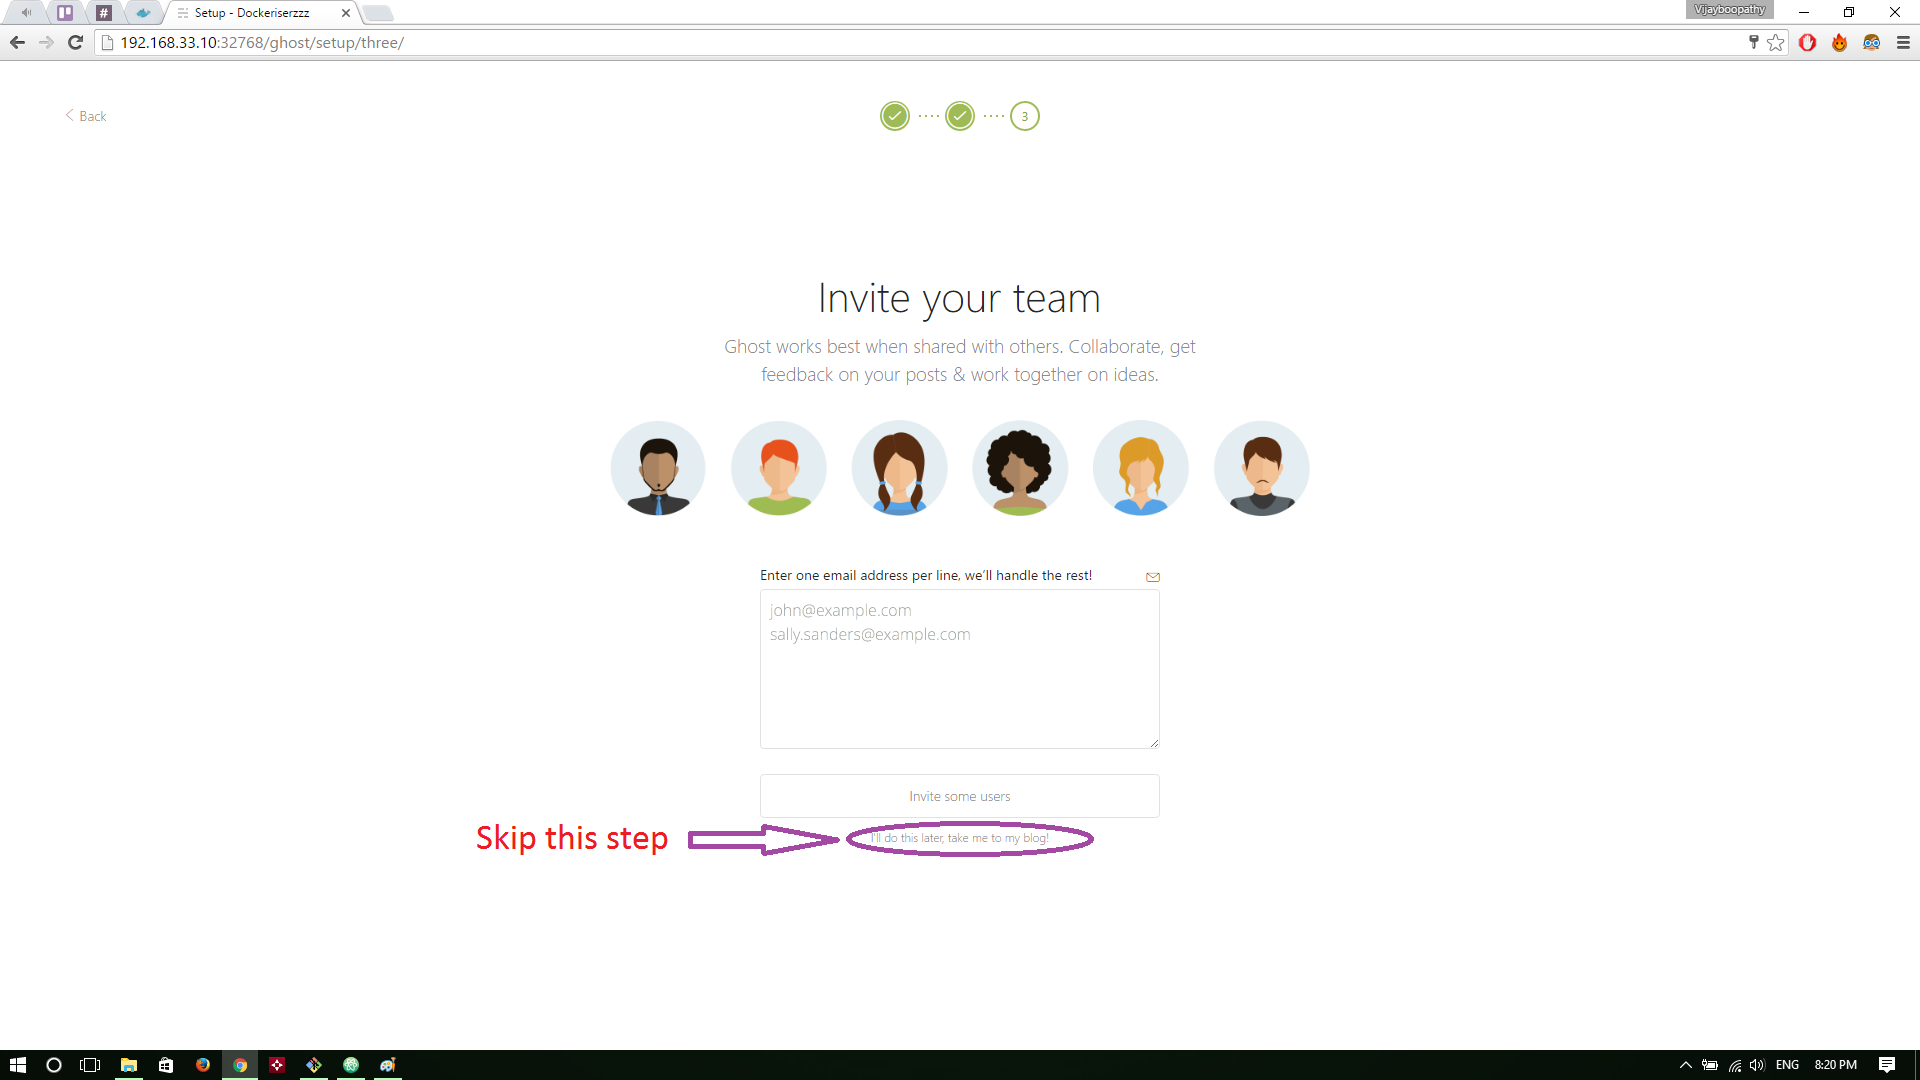 Setup - Dockeriserzzz
Vijayboopathy
192.168.33.10:32768/ghost/setup/three/
Back
3
Invite your team
Ghost works best when shared with others. Collaborate, get
feedback on your posts & work together on ideas.
Enter one email address per line, we'll handle the rest!
john@example.com
sally.sanders@example.com
Invite some users
Skip this step
I'll do this later, take me to my blog!
ENG
8:20 PM